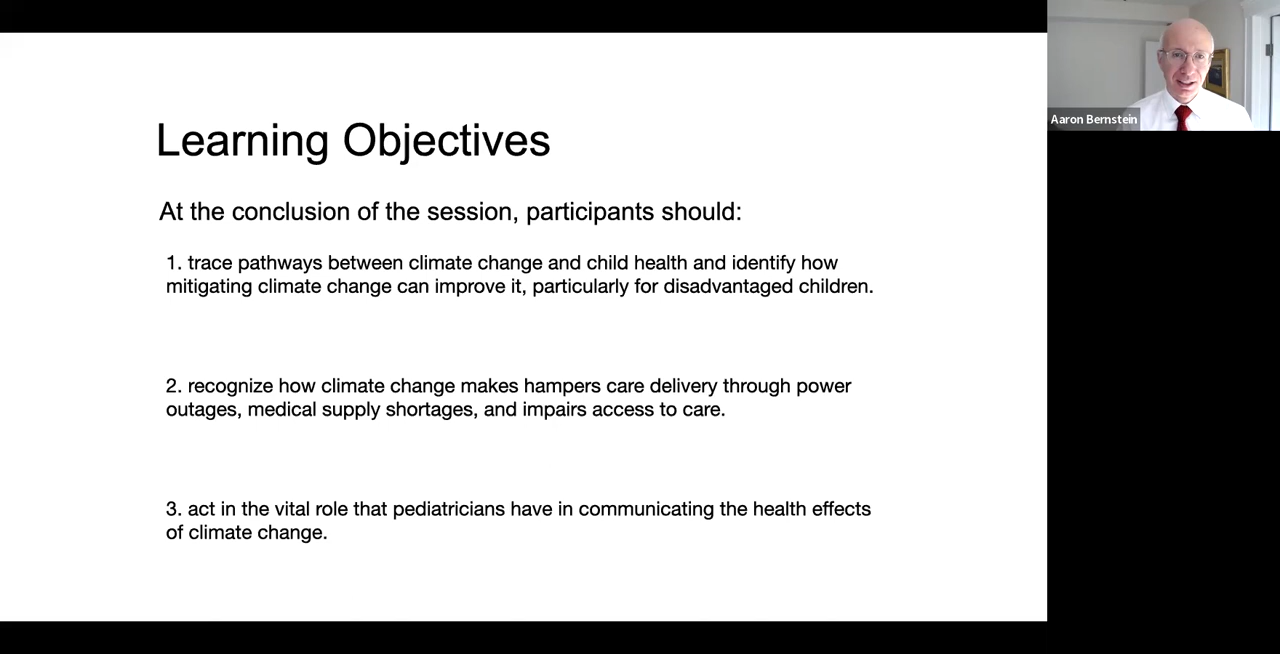 Learning Objectives
At the conclusion of the session, participants should:
1. trace pathways between climate change and child health and identify how
mitigating climate change can improve it, particularly for disadvantaged children.
2. recognize how climate change makes hampers care delivery through power
outages, medical supply shortages, and impairs access to care.
3. act in the vital role that pediatricians have in communicating the health effects
of climate change.
Aaron Bernstein